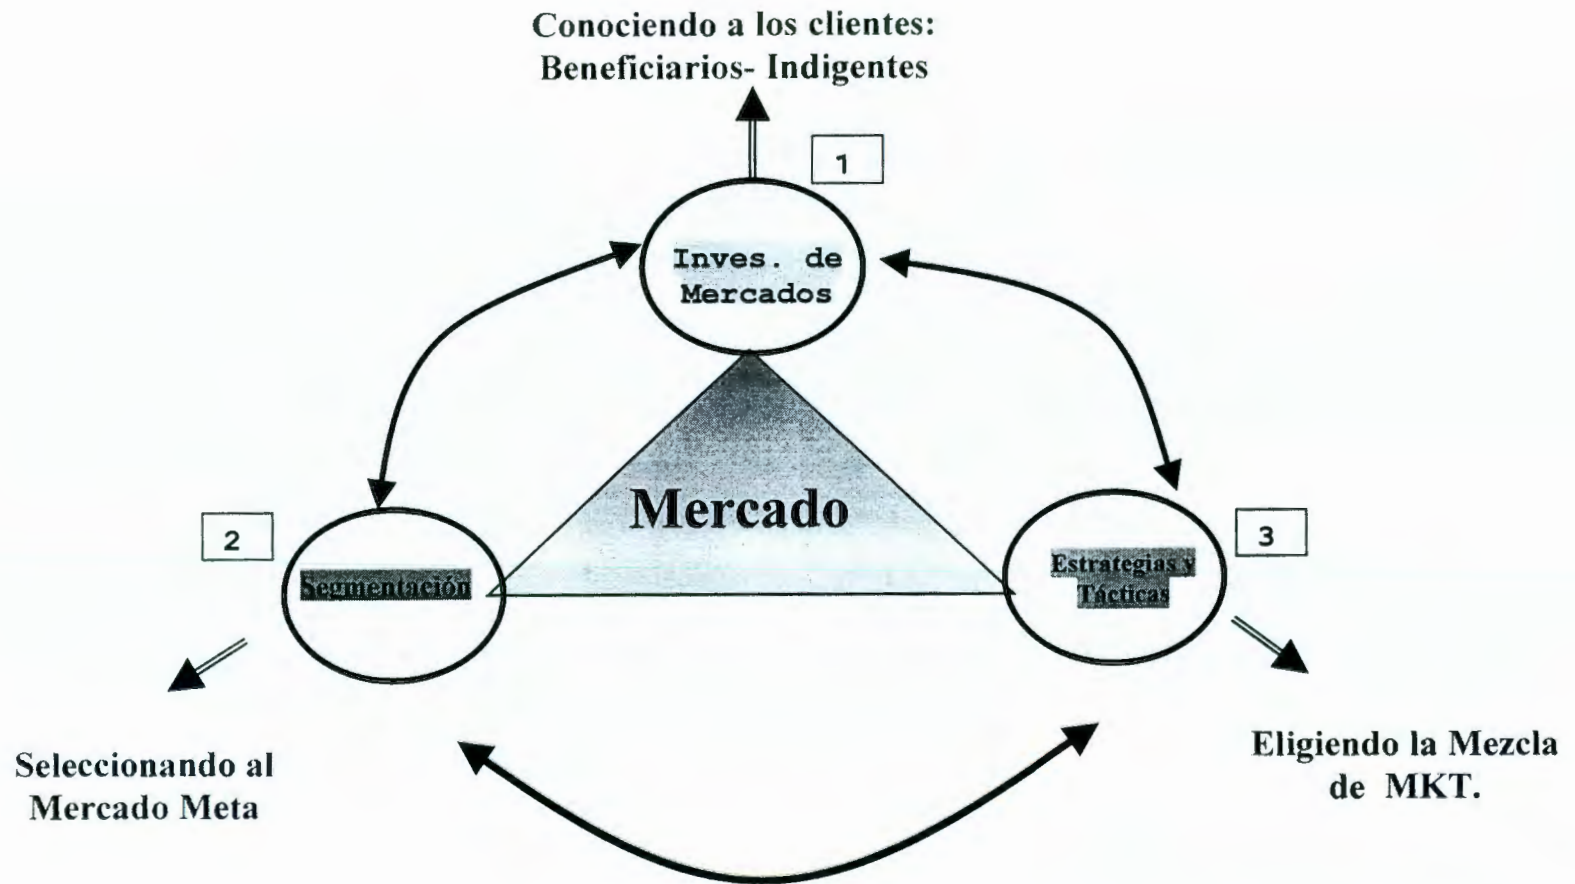 Conociendo a los clientes:
Beneficiarios- Indigentes
1
Inves. de
Mercados
Mercado
2
Segmentación
3
Estrategias y
Tácticas
Seleccionando al
Mercado Meta
Eligiendo la Mezcla
de MKT.